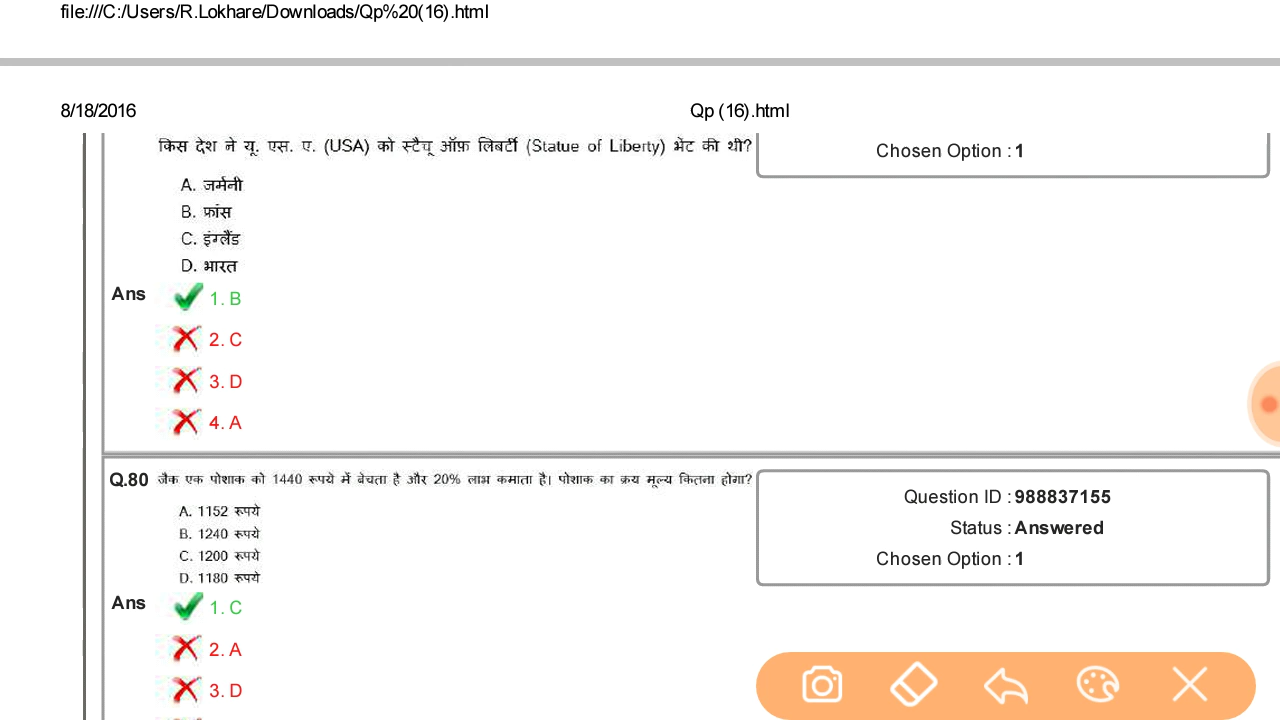 file:///C:/Users/R.Lokhare/Downloads/Qp%20(16).html
8/18/2016
Qp (16).html
किस देश ने यू. एस. ए. (USA) को स्टैचू ऑफ़ लिबर्टी (Statue of Liberty) भेंट की थी?
Chosen Option : 1
A. जर्मनी
B. फ्रांस
C. इंग्लैंड
D. भारत
Ans
1. B
2. C
3. D
4. A
Q.80 जैक एक पोशाक को 1440 रूपये में बेचता है और 20% लाभ कमाता है। पोशाक का क्रय मूल्य कितना होगा?
Question ID : 988837155
Status : Answered
Chosen Option : 1
A. 1152 रूपये
B. 1240 रूपये
C. 1200 रूपये
D. 1180 रूपये
Ans
1. C
2. A
3. D